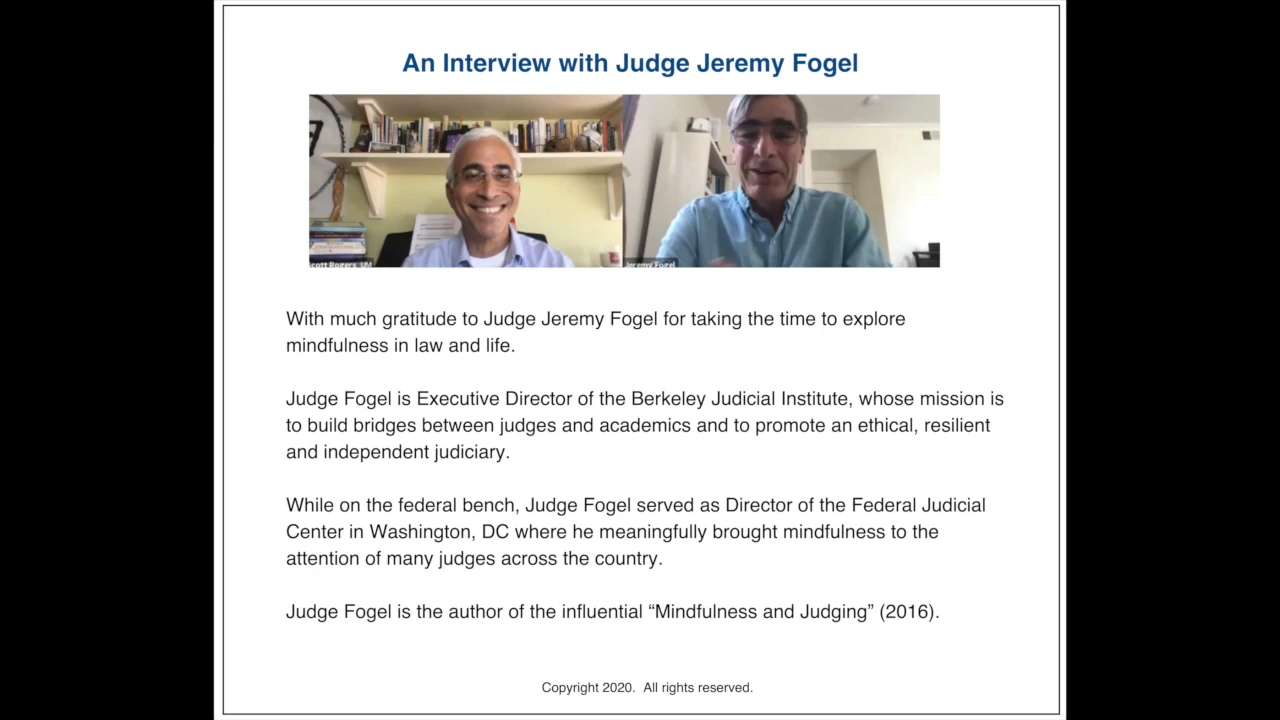 An Interview with Judge Jeremy Fogel
Scott Rogers, UM
Jeremy Fogel
With much gratitude to Judge Jeremy Fogel for taking the time to explore
mindfulness in law and life.
Judge Fogel is Executive Director of the Berkeley Judicial Institute, whose mission is
to build bridges between judges and academics and to promote an ethical, resilient
and independent judiciary.
While on the federal bench, Judge Fogel served as Director of the Federal Judicial
Center in Washington, DC where he meaningfully brought mindfulness to the
attention of many judges across the country.
Judge Fogel is the author of the influential “Mindfulness and Judging” (2016).
Copyright 2020.  All rights reserved.